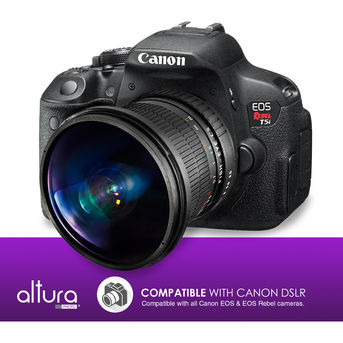 Canon
EOS
REBEL
T5i
altura
PHOTO
COMPATIBLE WITH CANON DSLR
Compatible with all Canon EOS & EOS Rebel cameras.